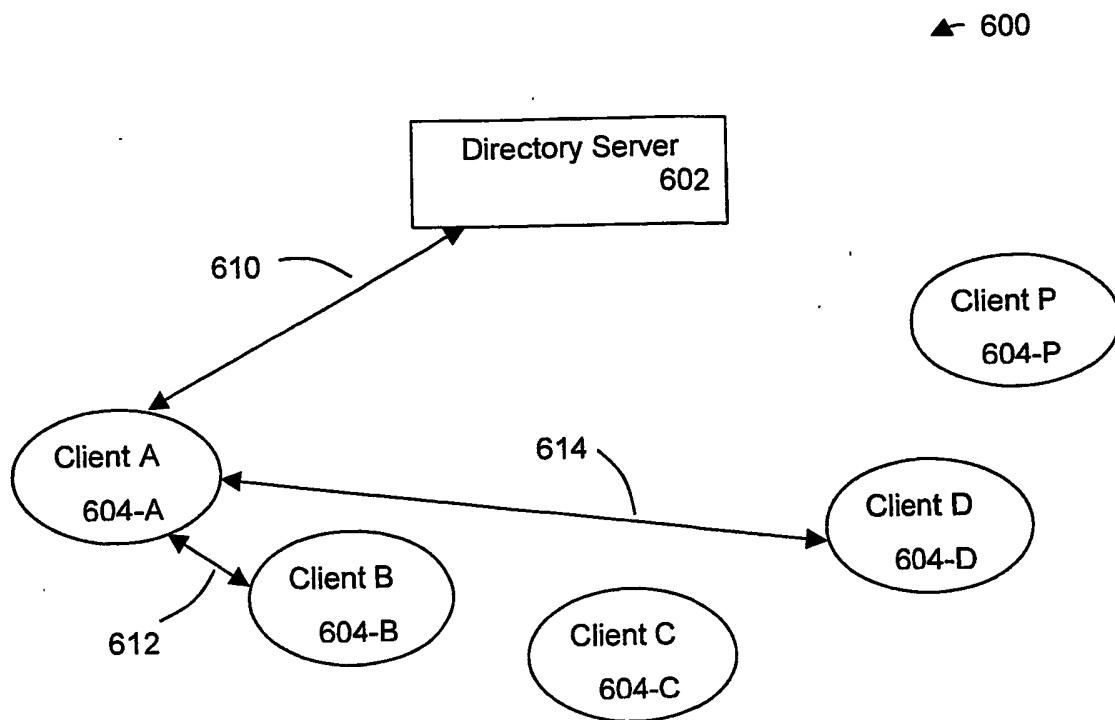 600
Directory Server
602
610
Client P
604-P
614
Client A
604-A
Client D
604-D
Client B
604-B
612
Client C
604-C